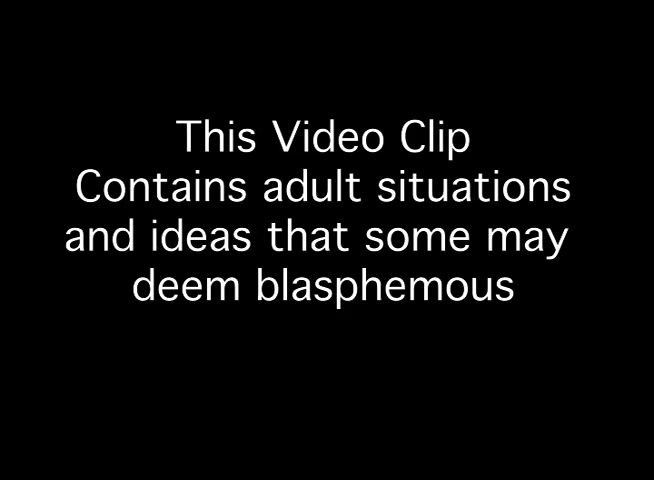 This Video Clip
Contains adult situations
and ideas that some may
deem blasphemous